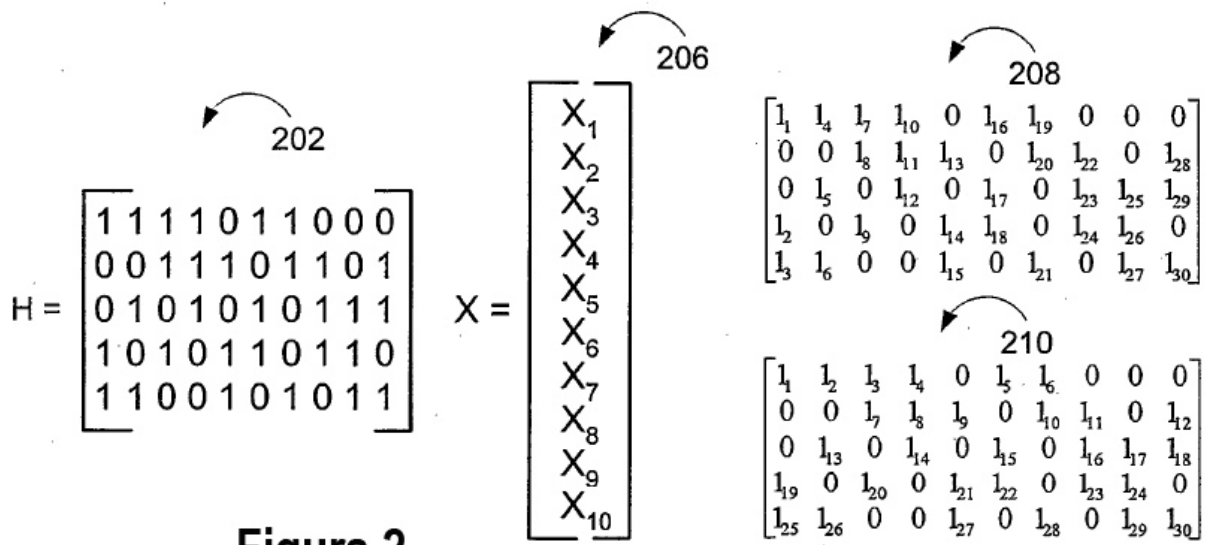 202
H =
1 1 1 1 0 1 1 0 0 0
0 0 1 1 1 0 1 1 0 1
0 1 0 1 0 1 0 1 1 1
1 0 1 0 1 1 0 1 1 0
1 1 0 0 1 0 1 0 1 1
206
X =
X₁
X₂
X₃
X₄
X₅
X₆
X₇
X₈
X₉
X₁₀
208
1₁ 1₄ 1₇ 1₁₀ 0 1₁₆ 1₁₉ 0 0 0
0 0 1₈ 1₁₁ 1₁₃ 0 1₂₀ 1₂₂ 0 1₂₈
0 1₅ 0 1₁₂ 0 1₁₇ 0 1₂₃ 1₂₅ 1₂₉
1₂ 0 1₉ 0 1₁₄ 1₁₈ 0 1₂₄ 1₂₆ 0
1₃ 1₆ 0 0 1₁₅ 0 1₂₁ 0 1₂₇ 1₃₀
210
1₁ 1₂ 1₃ 1₄ 0 1₅ 1₆ 0 0 0
0 0 1₇ 1₈ 1₉ 0 1₁₀ 1₁₁ 0 1₁₂
0 1₁₃ 0 1₁₄ 0 1₁₅ 0 1₁₆ 1₁₇ 1₁₈
1₁₉ 0 1₂₀ 0 1₂₁ 1₂₂ 0 1₂₃ 1₂₄ 0
1₂₅ 1₂₆ 0 0 1₂₇ 0 1₂₈ 0 1₂₉ 1₃₀
Figure 2